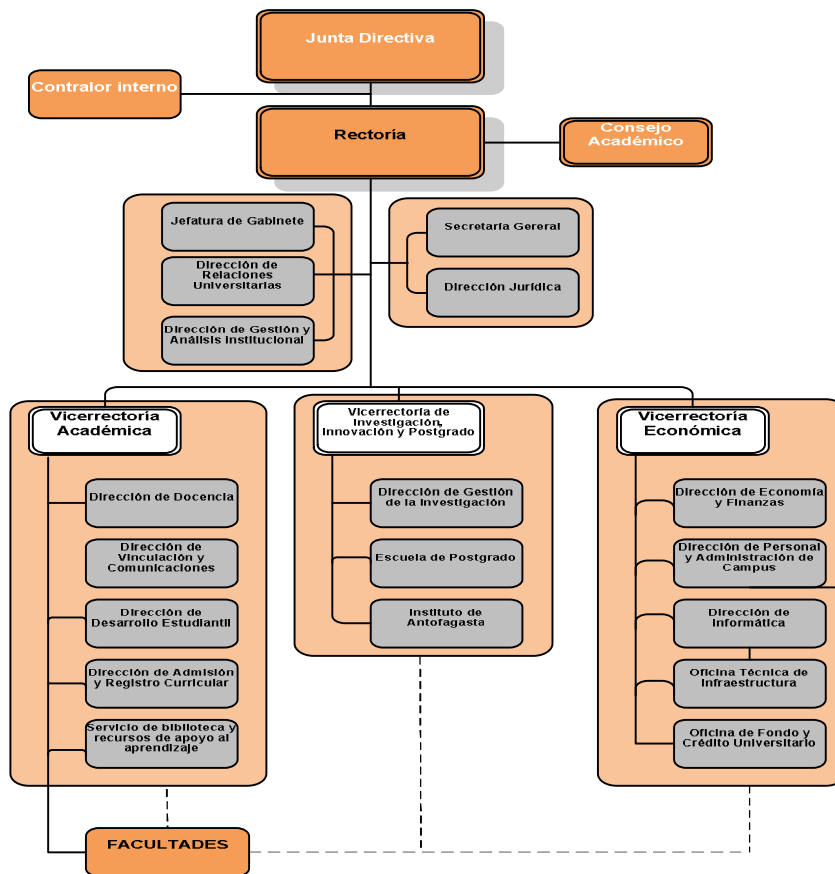 Junta Directiva
Contralor interno
Rectoría
Consejo
Académico
Jefatura de Gabinete
Dirección de
Relaciones
Universitarias
Dirección de Gestión y
Análisis Institucional
Secretaría Gereral
Dirección Jurídica
Vicerrectoría
Académica
Dirección de Docencia
Dirección de
Vinculación y
Comunicaciones
Dirección de
Desarrollo Estudiantil
Dirección de Admisión
y Registro Curricular
Servicio de biblioteca y
recursos de apoyo al
aprendizaje
Vicerrectoría de
Investigación,
Innovación y Postgrado
Dirección de Gestión
de la Investigación
Escuela de Postgrado
Instituto de
Antofagasta
Vicerrectoría
Económica
Dirección de Economía
y Finanzas
Dirección de Personal
y Administración de
Campus
Dirección de
Informática
Oficina Técnica de
Infraestructura
Oficina de Fondo y
Crédito Universitario
FACULTADES